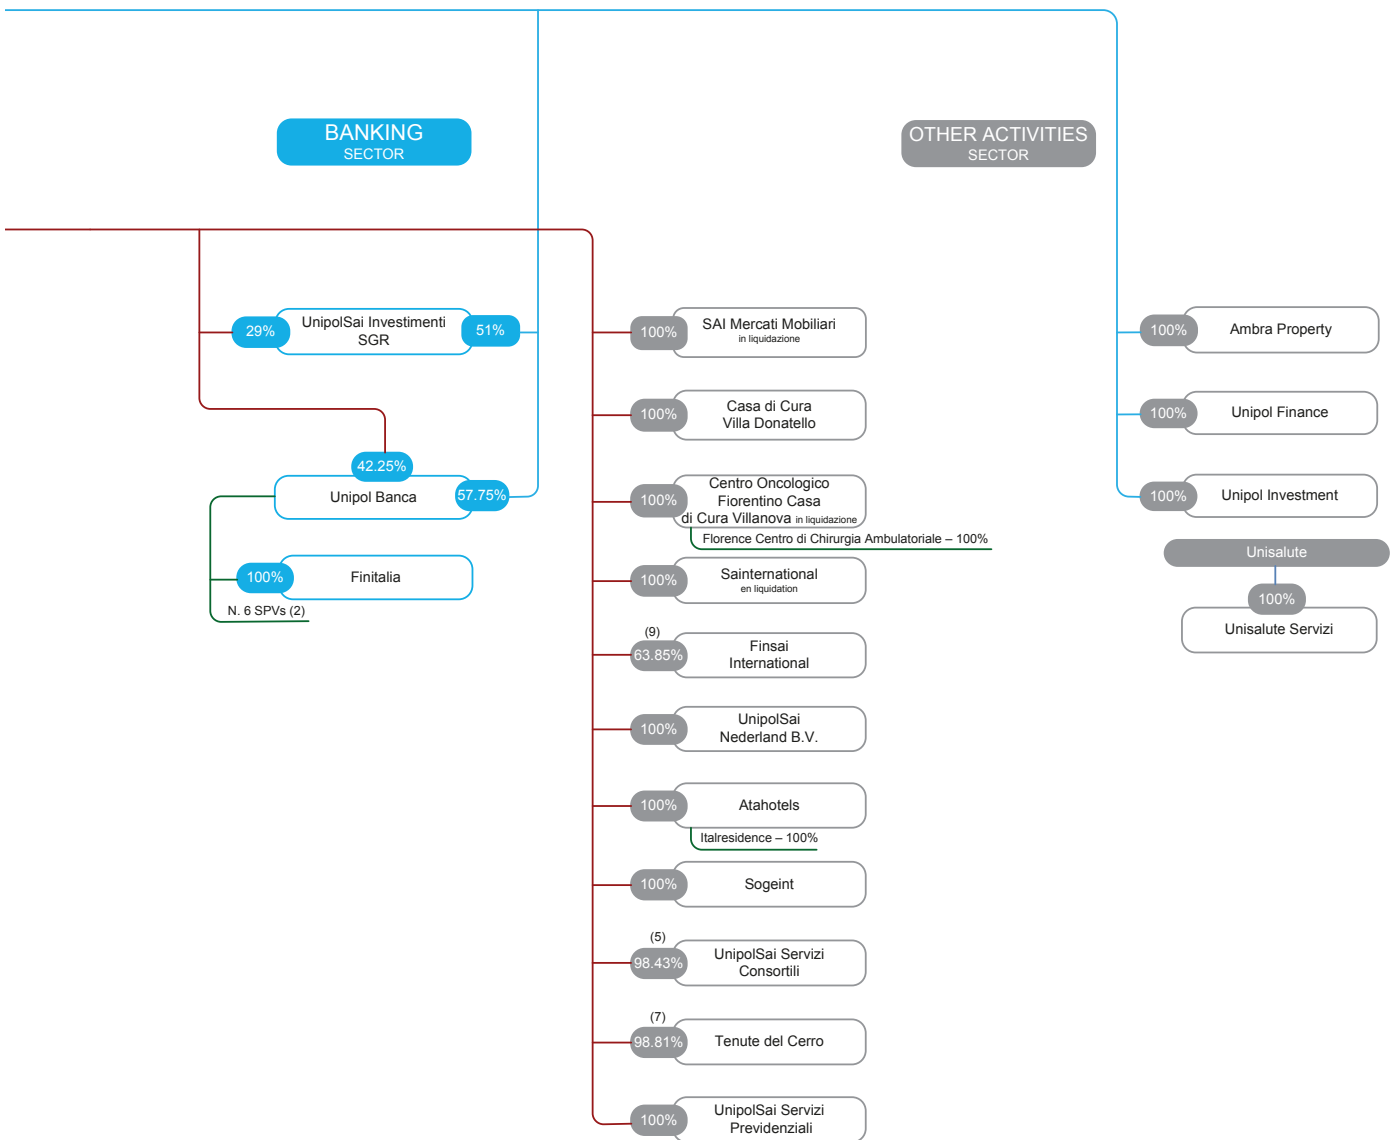 BANKING
SECTOR
OTHER ACTIVITIES
SECTOR
29%
UnipolSai Investimenti
SGR
51%
42.25%
Unipol Banca
57.75%
100%
Finitalia
N. 6 SPVs (2)
100%
SAI Mercati Mobiliari
in liquidazione
100%
Casa di Cura
Villa Donatello
100%
Centro Oncologico
Fiorentino Casa
di Cura Villanova in liquidazione
Florence Centro di Chirurgia Ambulatoriale – 100%
100%
Sainternational
en liquidation
(9)
63.85%
Finsai
International
100%
UnipolSai
Nederland B.V.
100%
Atahotels
Italresidence – 100%
100%
Sogeint
(5)
98.43%
UnipolSai Servizi
Consortili
(7)
98.81%
Tenute del Cerro
100%
UnipolSai Servizi
Previdenziali
100%
Ambra Property
100%
Unipol Finance
100%
Unipol Investment
Unisalute
100%
Unisalute Servizi